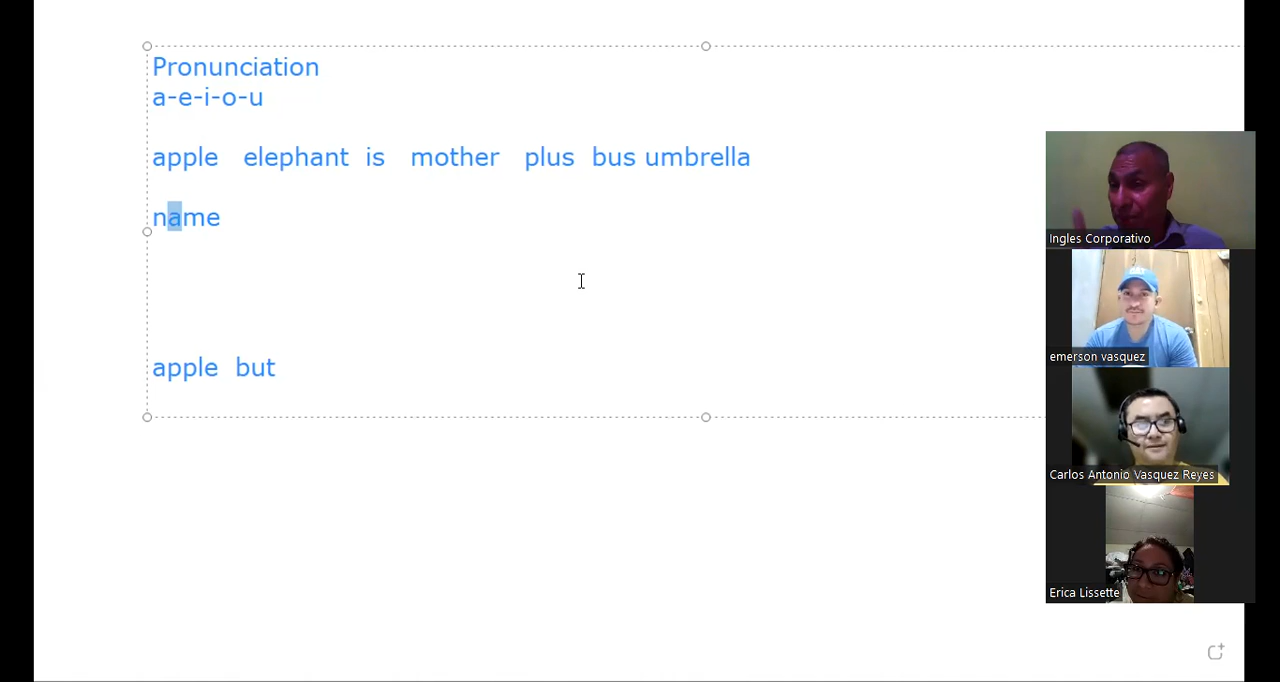 Pronunciation
a-e-i-o-u
apple elephant is mother plus bus umbrella
name
apple but
Ingles Corporativo
CAT
emerson vasquez
Carlos Antonio Vasquez Reyes
Erica Lissette